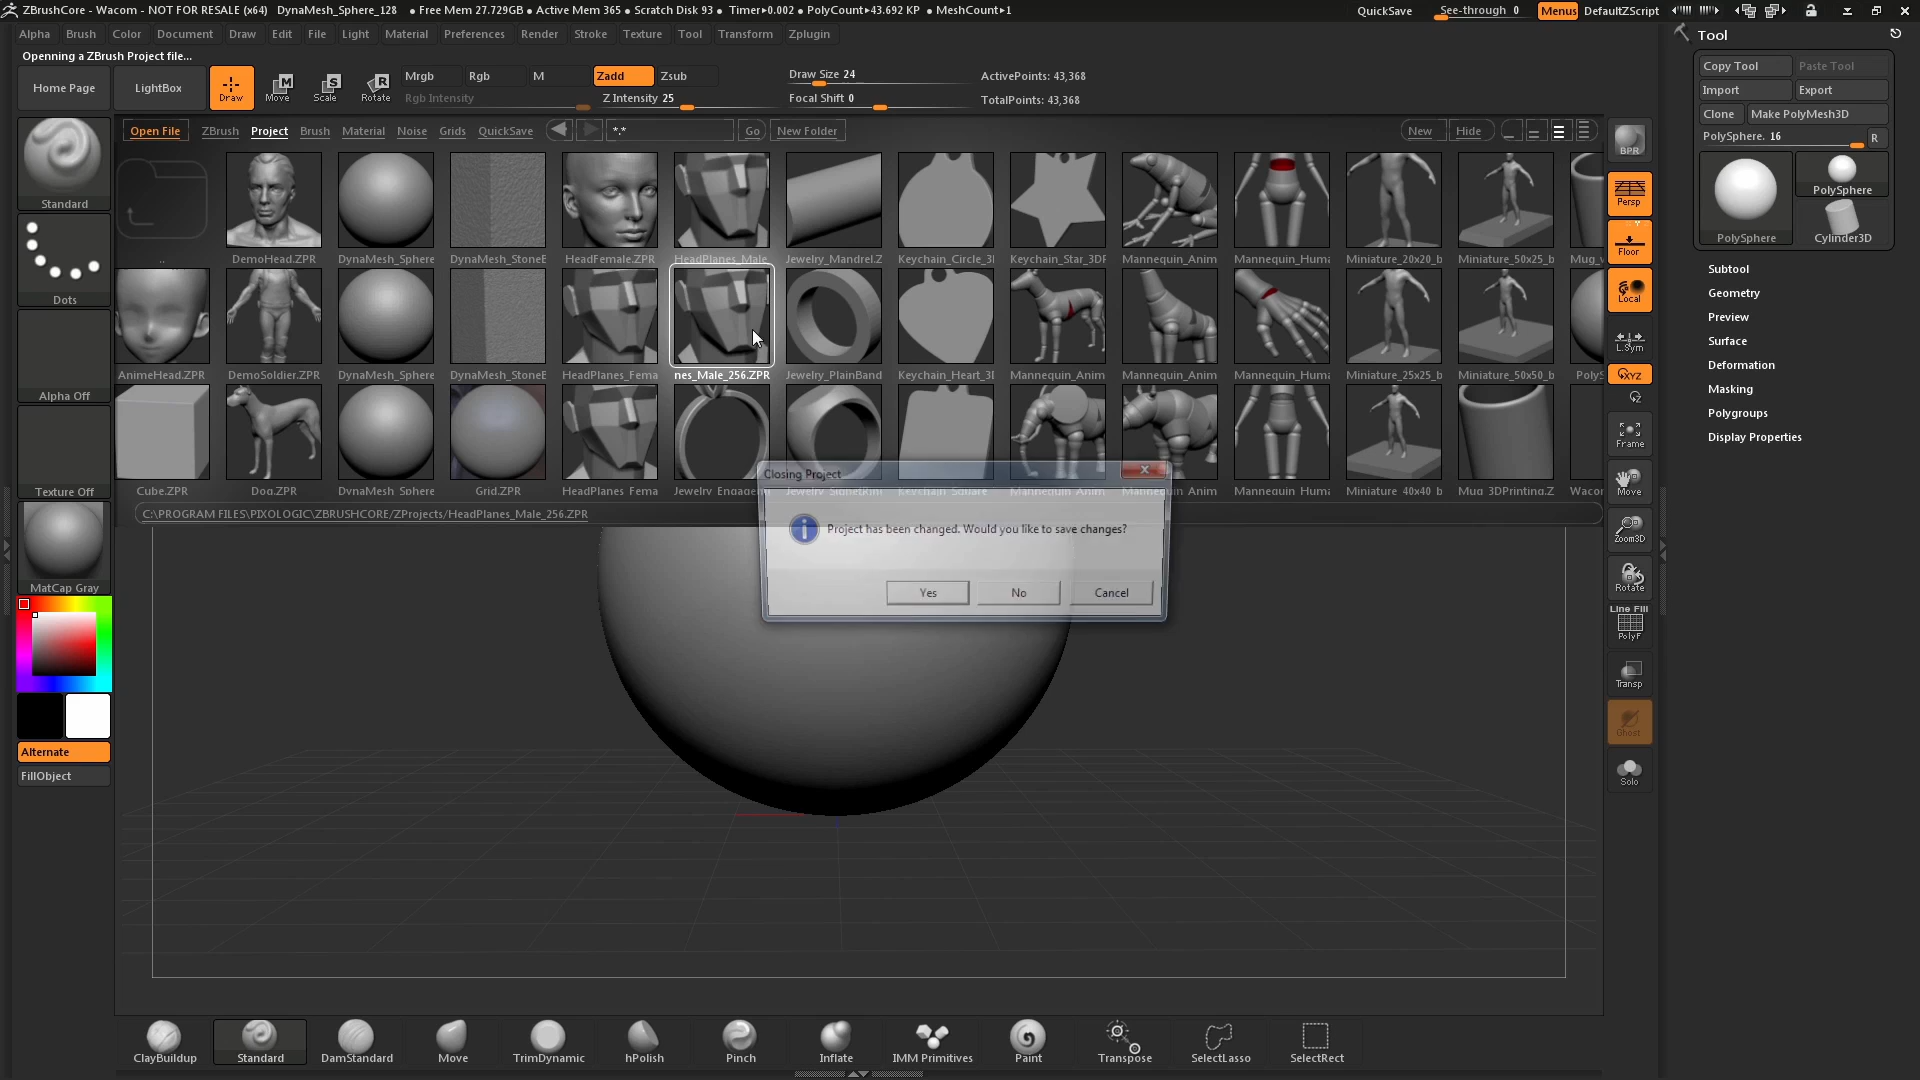 ZBrushCore - Wacom - NOT FOR RESALE (x64) DynaMesh_Sphere_128 • Free Mem 27.729GB • Active Mem 365 • Scratch Disk 93 • Timer▸0.002 • PolyCount▸43.692 KP • MeshCount▸1 QuickSave See-through 0 Menus DefaultZScript
Alpha Brush Color Document Draw Edit File Light Material Preferences Render Stroke Texture Tool Transform Zplugin
Tool
Openning a ZBrush Project file...
Home Page LightBox Draw Move Scale Rotate
Mrgb Rgb M Zadd Zsub
Rgb Intensity Z Intensity 25
Draw Size 24
Focal Shift 0
ActivePoints: 43,368
TotalPoints: 43,368
Copy Tool Paste Tool
Import Export
Clone Make PolyMesh3D
PolySphere. 16 R
PolySphere
PolySphere Cylinder3D
Subtool
Geometry
Preview
Surface
Deformation
Masking
Polygroups
Display Properties
Open File ZBrush Project Brush Material Noise Grids QuickSave *.* Go New Folder New Hide
.. DemoHead.ZPR DynaMesh_Sphere DynaMesh_StoneE HeadFemale.ZPR HeadPlanes_Male_ Jewelry_Mandrel.Z Keychain_Circle_3I Keychain_Star_3DF Mannequin_Anim Mannequin_Huma Miniature_20x20_b Miniature_50x25_b Mug_
AnimeHead.ZPR DemoSoldier.ZPR DynaMesh_Sphere DynaMesh_StoneE HeadPlanes_Fema nes_Male_256.ZPR Jewelry_PlainBand Keychain_Heart_3I Mannequin_Anim Mannequin_Anim Mannequin_Huma Miniature_25x25_b Miniature_50x50_b PolyS
Cube.ZPR Dog.ZPR DynaMesh_Sphere Grid.ZPR HeadPlanes_Fema Jewelry_Engageme Keychain_Square_ Mannequin_Anim Mannequin_Anim Mannequin_Huma Miniature_40x40_b Mug_3DPrinting.Z Wacor
C:\PROGRAM FILES\PIXOLOGIC\ZBRUSHCORE/ZProjects/HeadPlanes_Male_256.ZPR
Closing Project
Project has been changed. Would you like to save changes?
Yes No Cancel
Standard
Dots
Alpha Off
Texture Off
MatCap Gray
Alternate
FillObject
BPR
Persp
Floor
Local
L.Sym
XYZ
Frame
Move
Zoom3D
Rotate
Line Fill
PolyF
Transp
Ghost
Solo
ClayBuildup Standard DamStandard Move TrimDynamic hPolish Pinch Inflate IMM Primitives Paint Transpose SelectLasso SelectRect